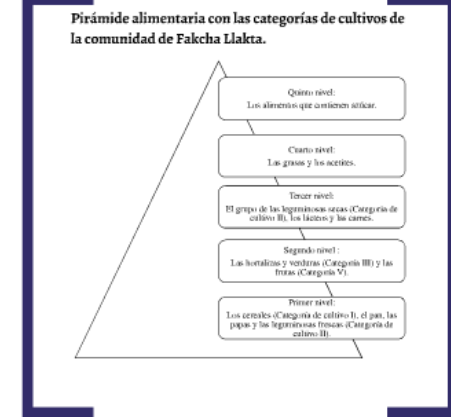 Pirámide alimentaria con las categorías de cultivos de
la comunidad de Fakcha Llakta.
Quinto nivel:
Los alimentos que contienen azúcar.
Cuarto nivel:
Las grasas y los aceites.
Tercer nivel:
El grupo de las leguminosas secas (Categoría de
cultivo II), los lácteos y las carnes.
Segundo nivel :
Las hortalizas y verduras (Categoría III) y las
frutas (Categoría V).
Primer nivel:
Los cereales (Categoría de cultivo I), el pan, las
papas y las leguminosas frescas (Categoría de
cultivo II).